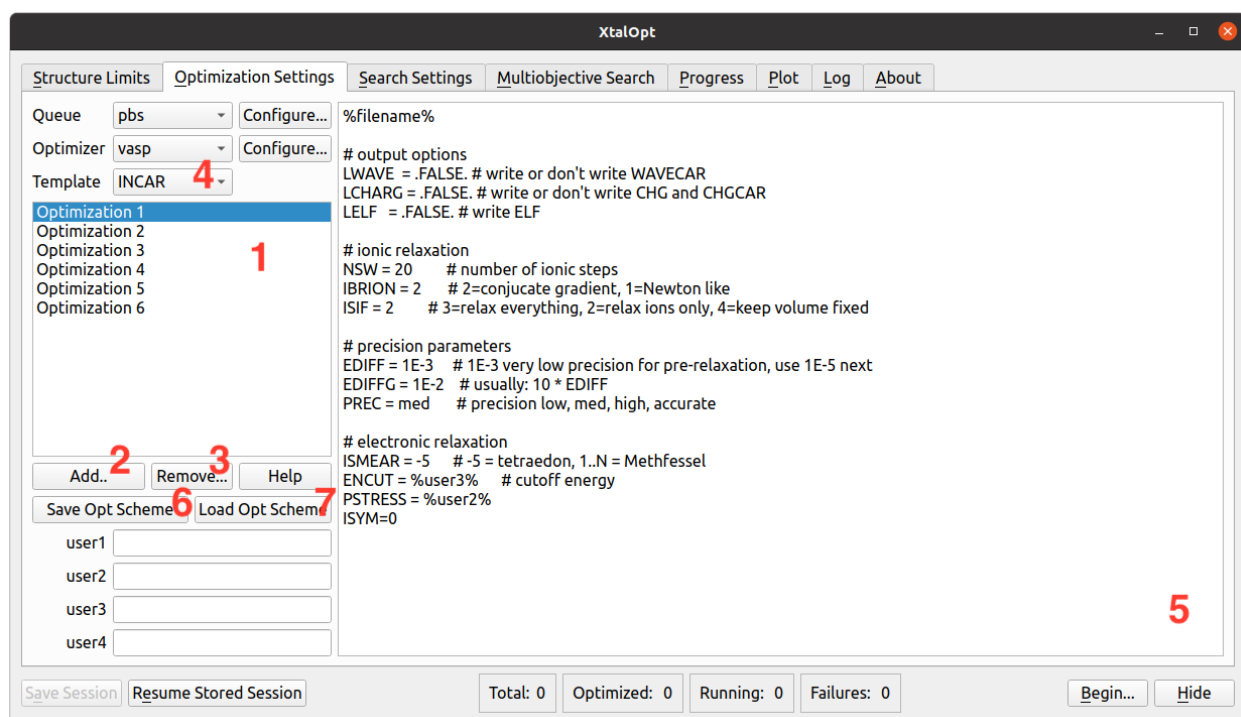 XtalOpt
Structure Limits Optimization Settings Search Settings Multiobjective Search Progress Plot Log About
Queue pbs Configure...
Optimizer vasp Configure...
Template INCAR 4
Optimization 1
Optimization 2
Optimization 3
Optimization 4
Optimization 5
Optimization 6
1
2 3
Add.. Remove... Help
6 7
Save Opt Scheme Load Opt Scheme
user1
user2
user3
user4
%filename%
# output options
LWAVE = .FALSE. # write or don't write WAVECAR
LCHARG = .FALSE. # write or don't write CHG and CHGCAR
LELF = .FALSE. # write ELF
# ionic relaxation
NSW = 20 # number of ionic steps
IBRION = 2 # 2=conjucate gradient, 1=Newton like
ISIF = 2 # 3=relax everything, 2=relax ions only, 4=keep volume fixed
# precision parameters
EDIFF = 1E-3 # 1E-3 very low precision for pre-relaxation, use 1E-5 next
EDIFFG = 1E-2 # usually: 10 * EDIFF
PREC = med # precision low, med, high, accurate
# electronic relaxation
ISMEAR = -5 # -5 = tetraedon, 1..N = Methfessel
ENCUT = %user3% # cutoff energy
PSTRESS = %user2%
ISYM=0
5
Save Session Resume Stored Session Total: 0 Optimized: 0 Running: 0 Failures: 0 Begin... Hide